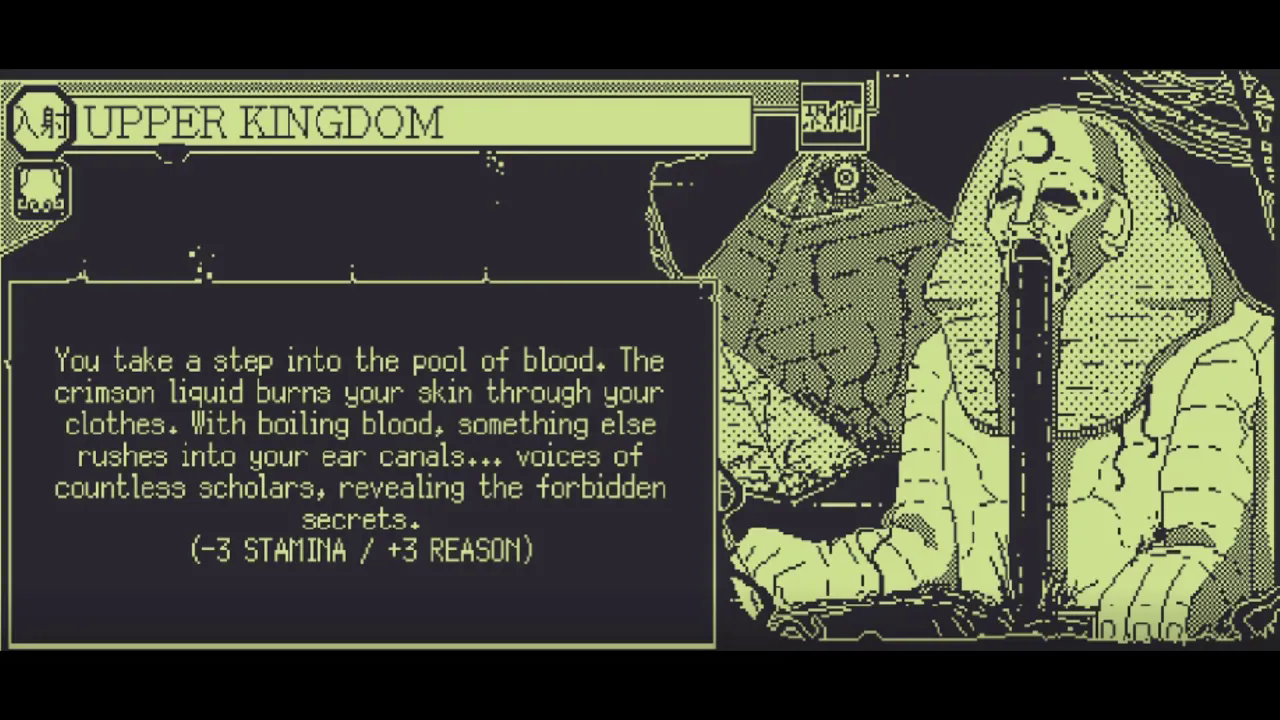 入射 UPPER KINGDOM
You take a step into the pool of blood. The
crimson liquid burns your skin through your
clothes. With boiling blood, something else
rushes into your ear canals... voices of
countless scholars, revealing the forbidden
secrets.
(-3 STAMINA / +3 REASON)